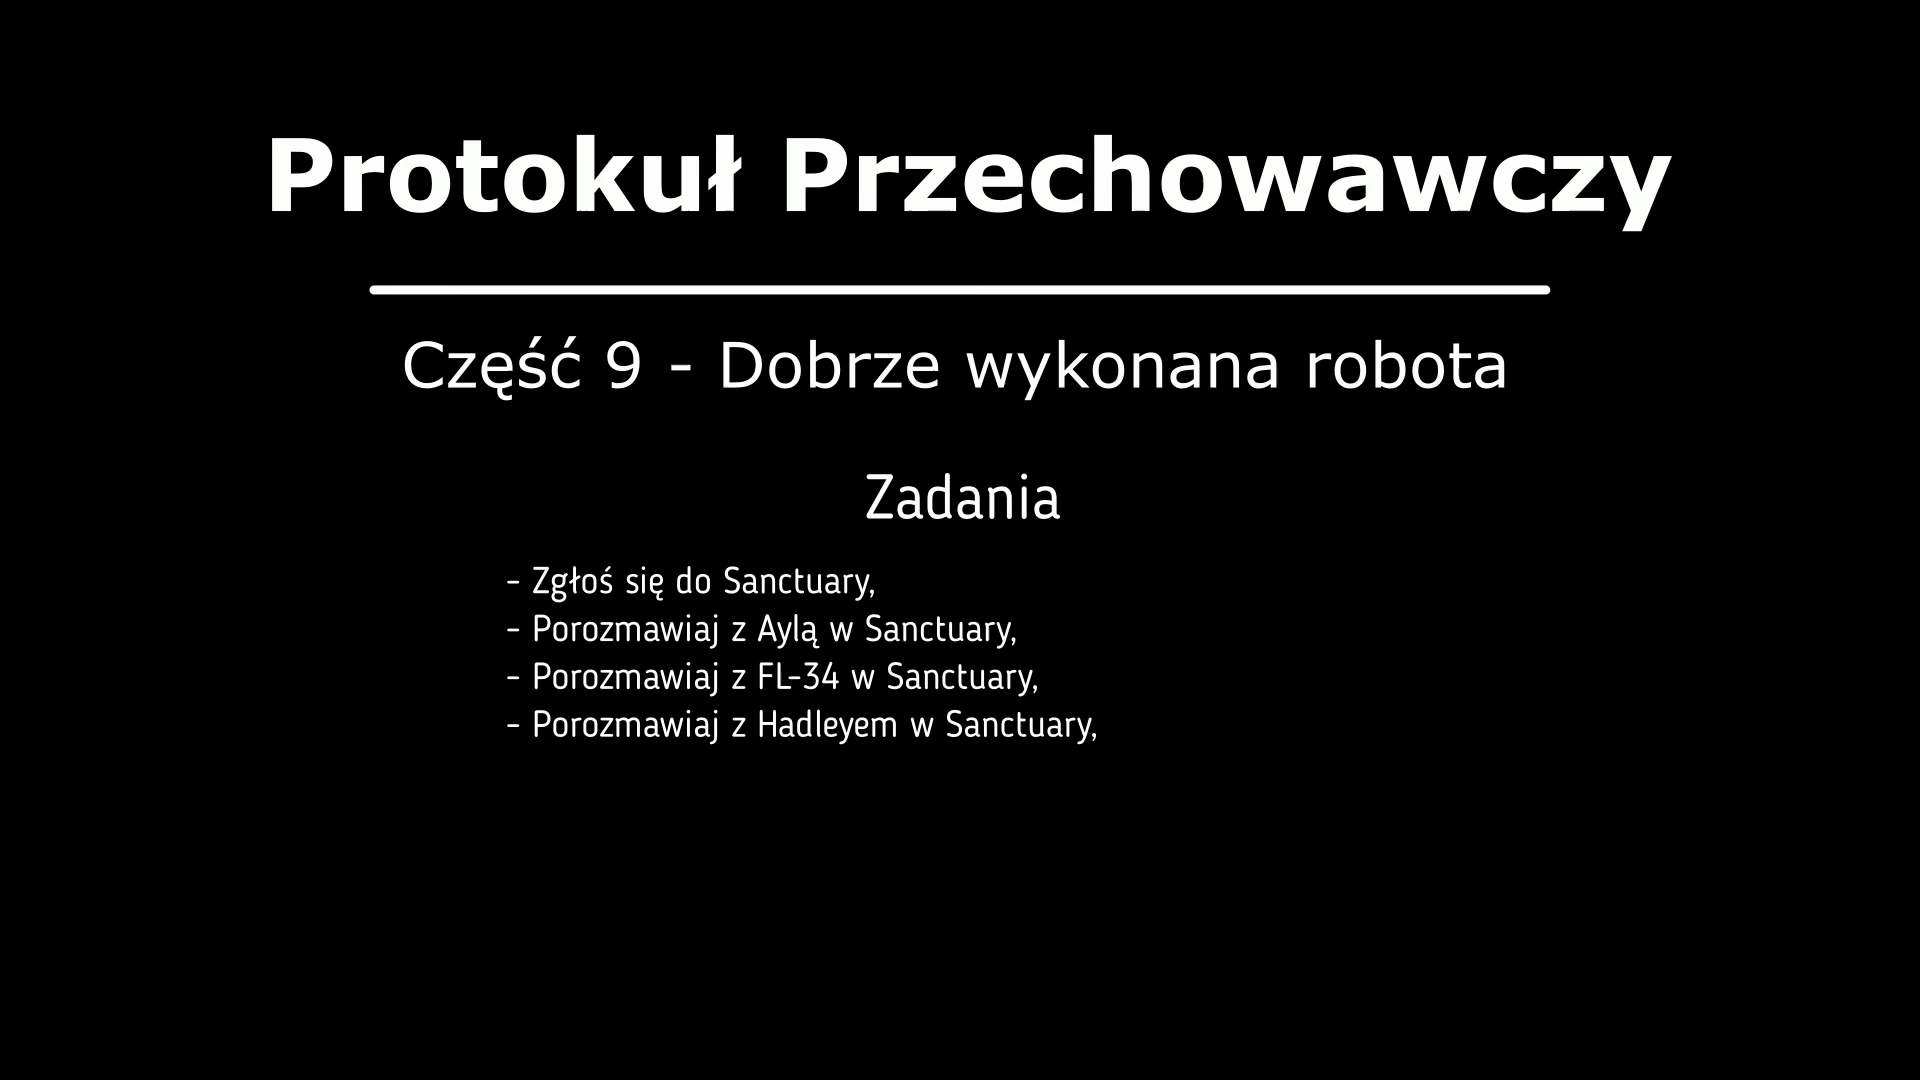 Protokuł Przechowawczy
Część 9 - Dobrze wykonana robota
Zadania
- Zgłoś się do Sanctuary,
- Porozmawiaj z Aylą w Sanctuary,
- Porozmawiaj z FL-34 w Sanctuary,
- Porozmawiaj z Hadleyem w Sanctuary,